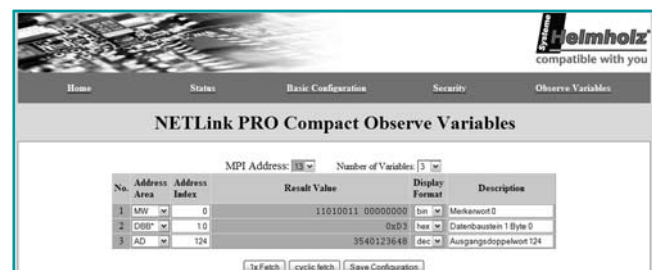 Systeme Helmholz
compatible with you
Home Status Basic Configuration Security Observe Variables
NETLink PRO Compact Observe Variables
MPI Address: 13 Number of Variables: 3
No. Address Area Address Index Result Value Display Format Description
1 MW 0 11010011 00000000 bin Merkerwort 0
2 DBB* 1.0 0xD3 hex Datenbaustein 1 Byte 0
3 AD 124 3540123648 dec Ausgangsdoppelwort 124
1x Fetch cyclic fetch Save Configuration